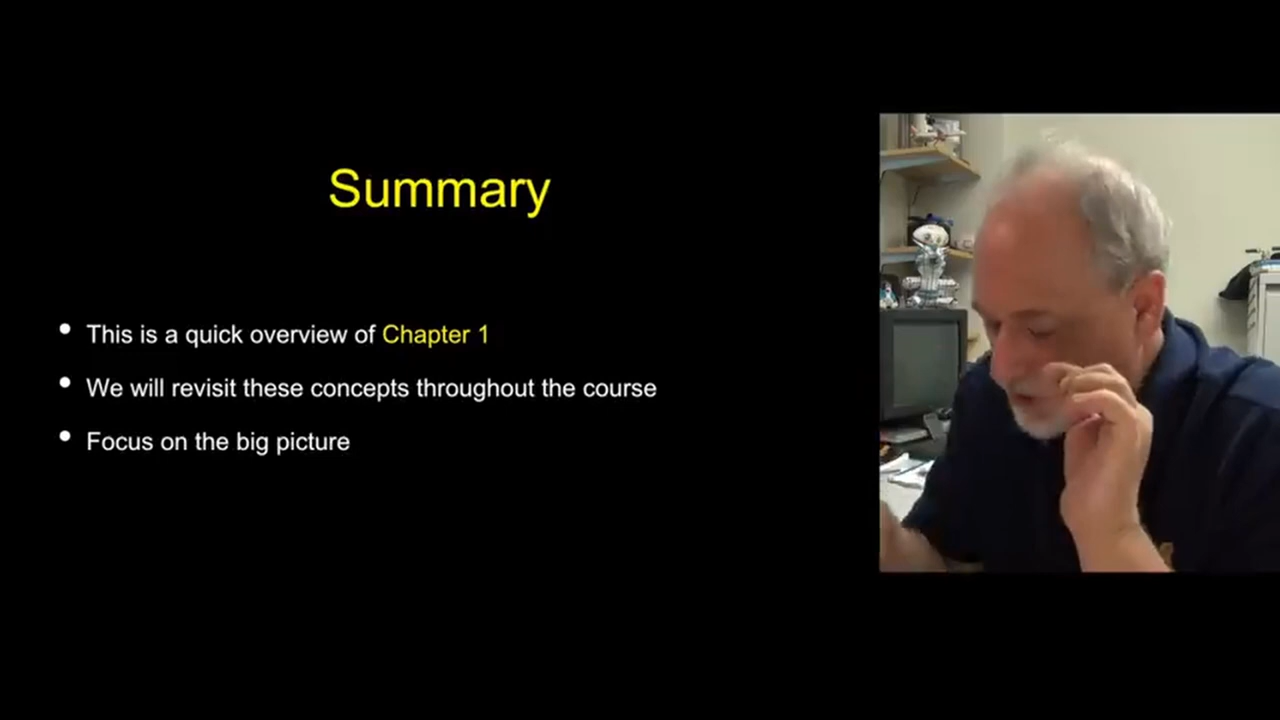 Summary
• This is a quick overview of Chapter 1
• We will revisit these concepts throughout the course
• Focus on the big picture